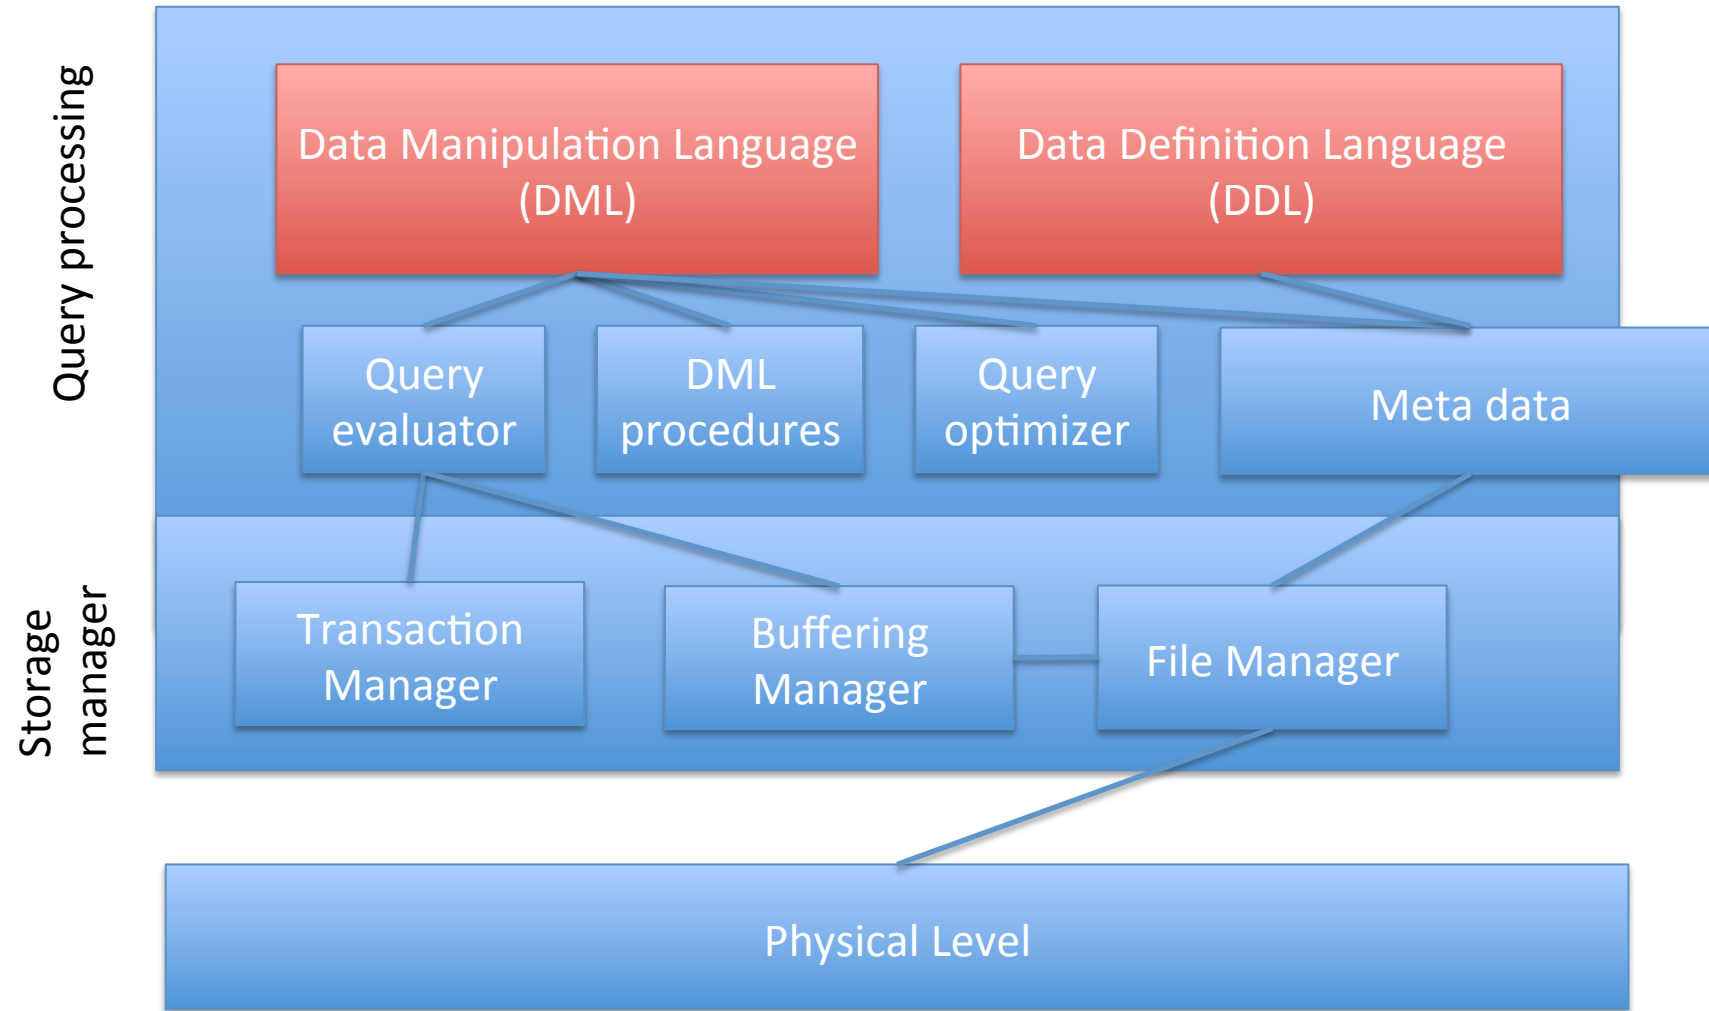 Query processing
Data Manipulation Language
(DML)
Data Definition Language
(DDL)
Query
evaluator
DML
procedures
Query
optimizer
Meta data
Storage
manager
Transaction
Manager
Buffering
Manager
File Manager
Physical Level